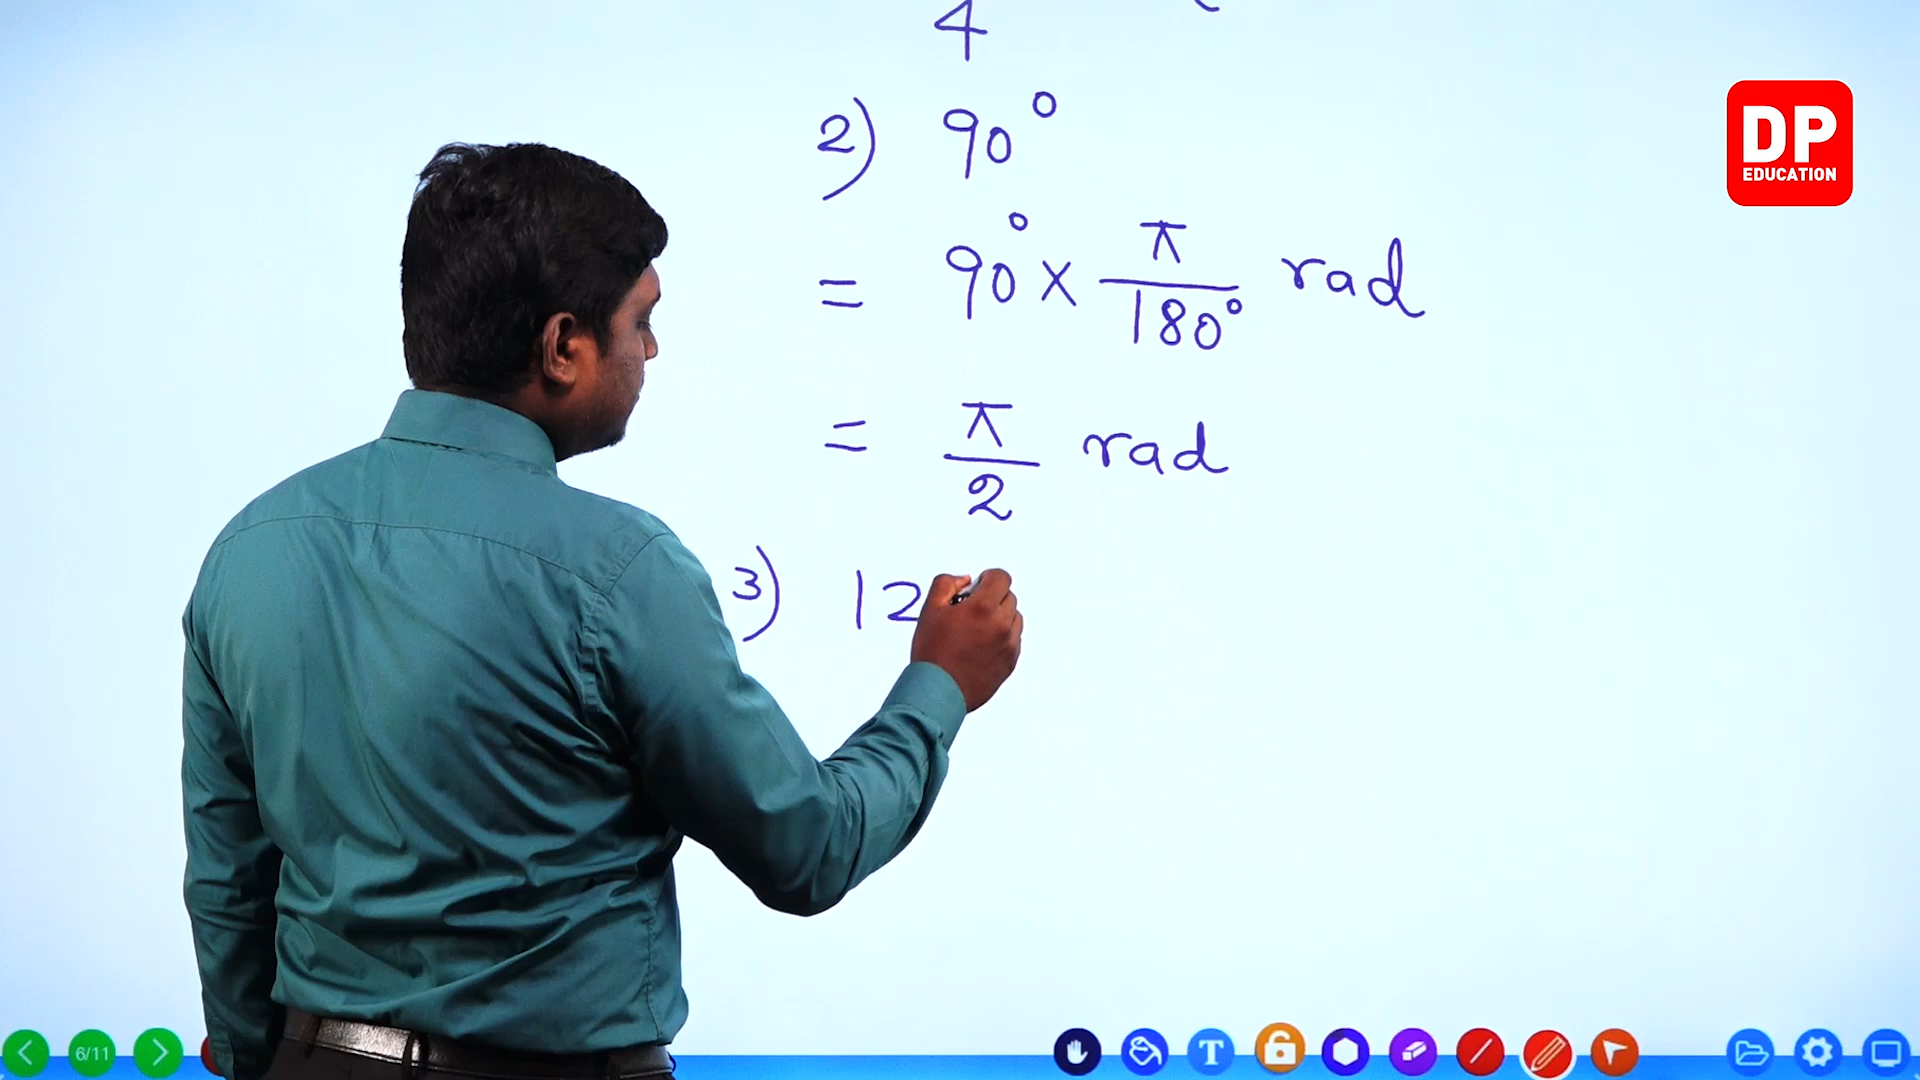 4
2) 90°
= 90° × π/180° rad
= π/2 rad
3) 12
DP
EDUCATION
6/11
T